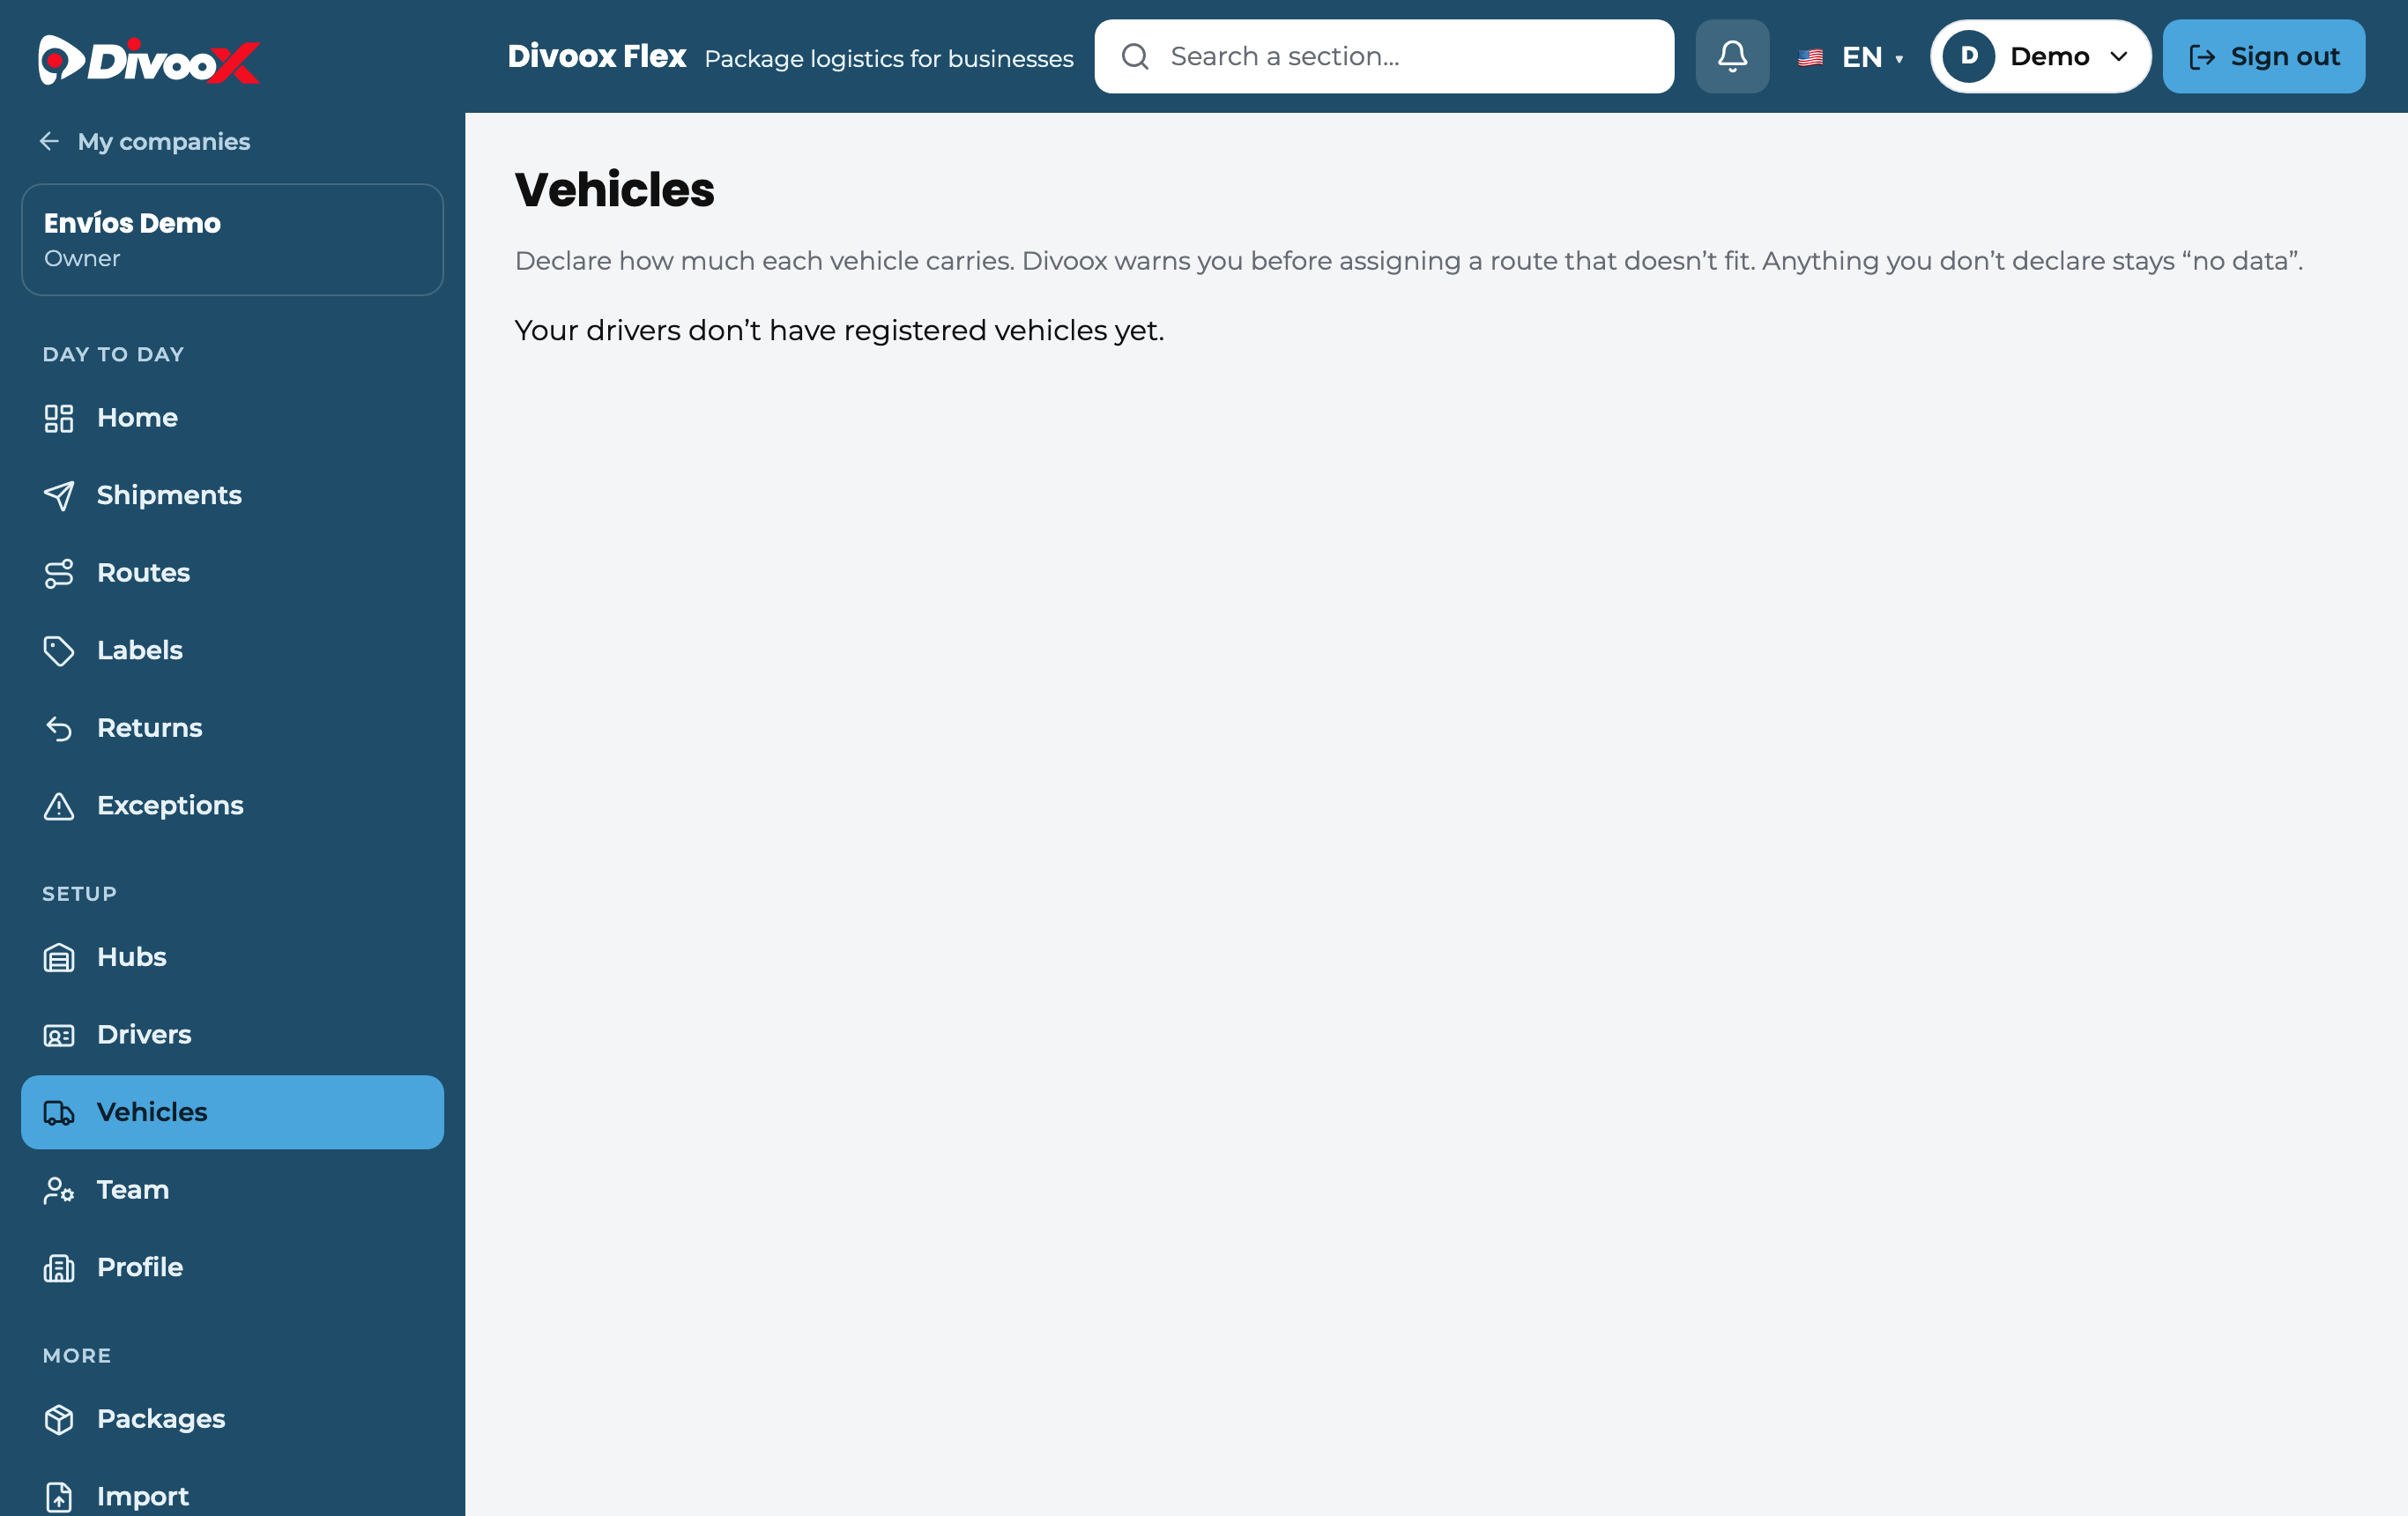 DivooX
Divoox Flex Package logistics for businesses
Search a section...
EN
D Demo
Sign out
My companies
Envíos Demo
Owner
DAY TO DAY
Home
Shipments
Routes
Labels
Returns
Exceptions
SETUP
Hubs
Drivers
Vehicles
Team
Profile
MORE
Packages
Import
Vehicles
Declare how much each vehicle carries. Divoox warns you before assigning a route that doesn’t fit. Anything you don’t declare stays “no data”.
Your drivers don’t have registered vehicles yet.